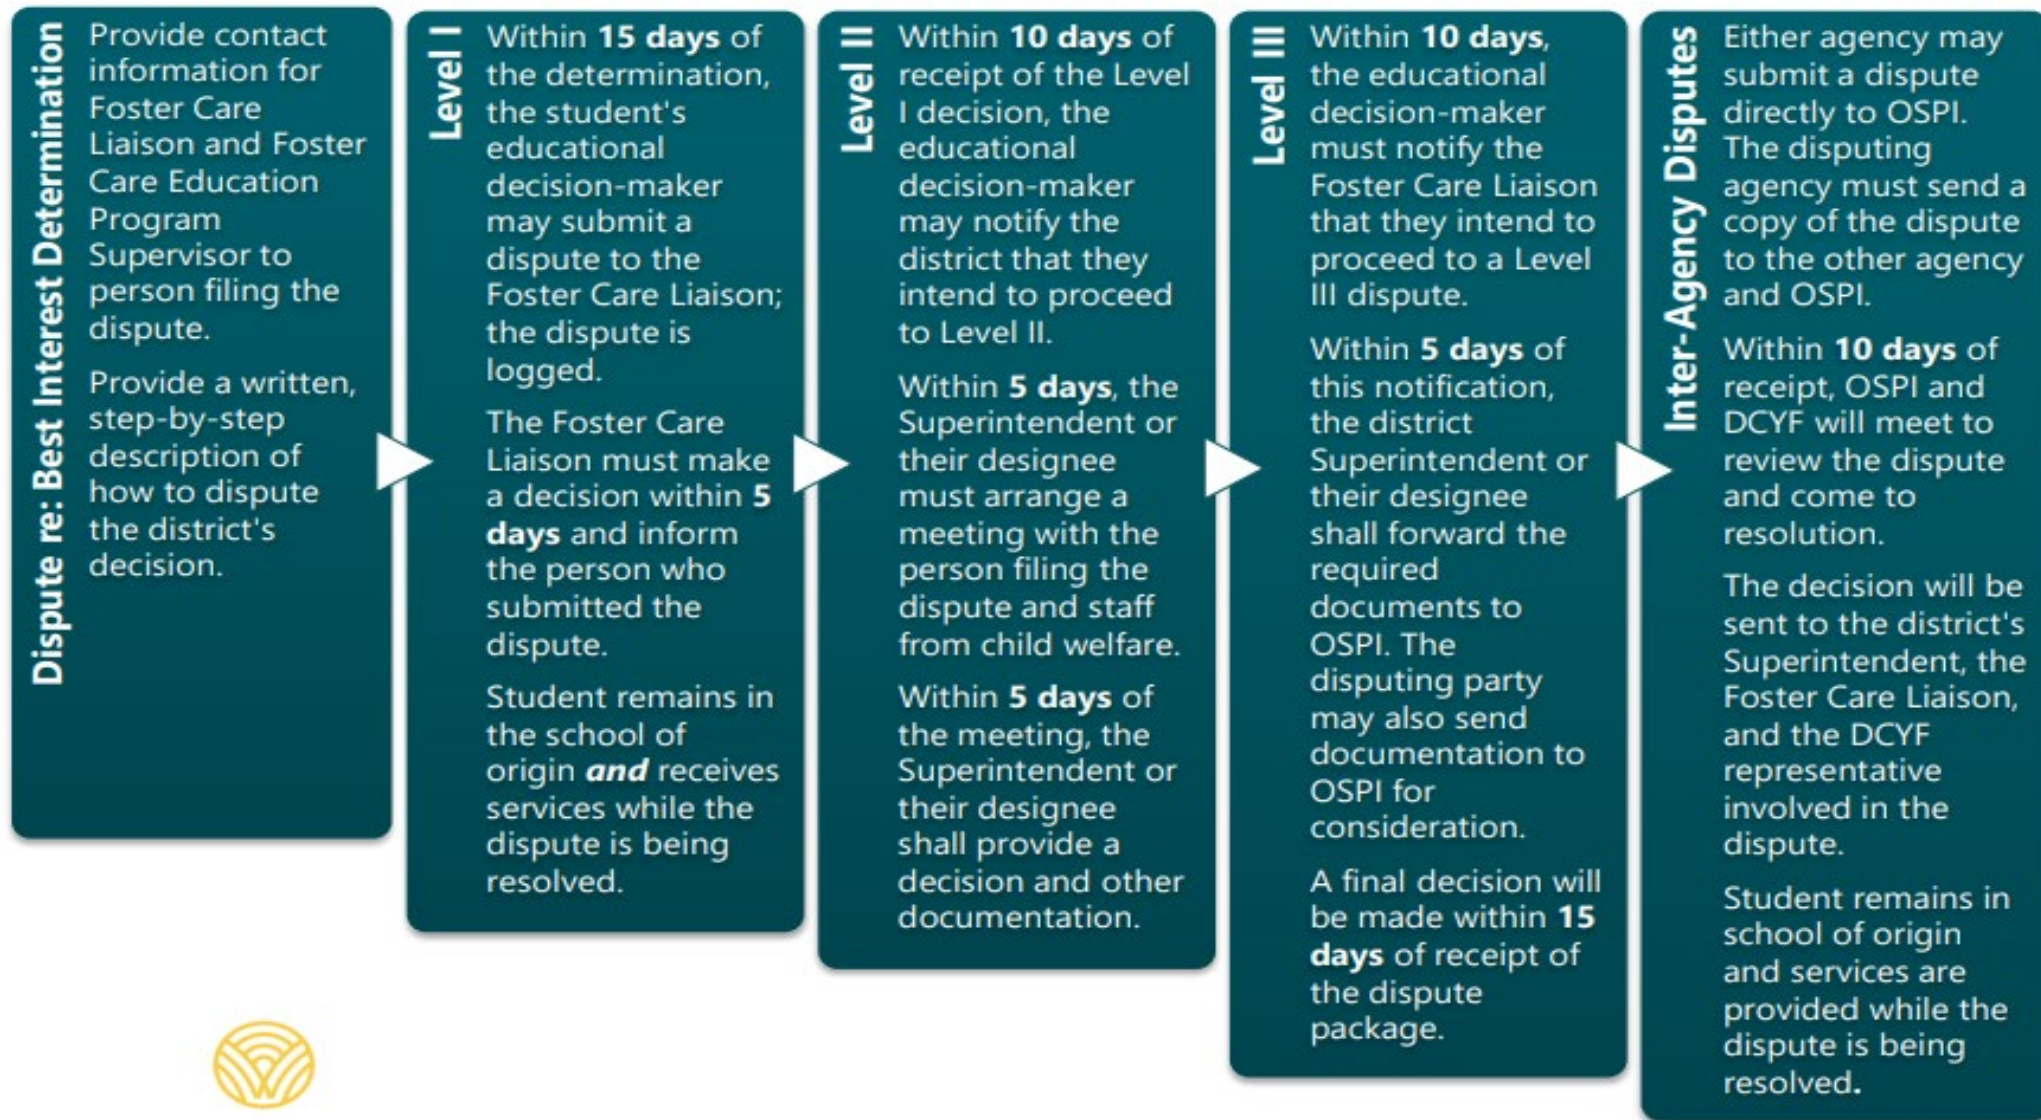 Dispute re: Best Interest Determination
Provide contact
information for
Foster Care
Liaison and Foster
Care Education
Program
Supervisor to
person filing the
dispute.
Provide a written,
step-by-step
description of
how to dispute
the district's
decision.
Level I
Within 15 days of
the determination,
the student's
educational
decision-maker
may submit a
dispute to the
Foster Care Liaison;
the dispute is
logged.
The Foster Care
Liaison must make
a decision within 5
days and inform
the person who
submitted the
dispute.
Student remains in
the school of
origin and receives
services while the
dispute is being
resolved.
Level II
Within 10 days of
receipt of the Level
I decision, the
educational
decision-maker
may notify the
district that they
intend to proceed
to Level II.
Within 5 days, the
Superintendent or
their designee
must arrange a
meeting with the
person filing the
dispute and staff
from child welfare.
Within 5 days of
the meeting, the
Superintendent or
their designee
shall provide a
decision and other
documentation.
Level III
Within 10 days,
the educational
decision-maker
must notify the
Foster Care Liaison
that they intend to
proceed to a Level
III dispute.
Within 5 days of
this notification,
the district
Superintendent or
their designee
shall forward the
required
documents to
OSPI. The
disputing party
may also send
documentation to
OSPI for
consideration.
A final decision will
be made within 15
days of receipt of
the dispute
package.
Inter-Agency Disputes
Either agency may
submit a dispute
directly to OSPI.
The disputing
agency must send a
copy of the dispute
to the other agency
and OSPI.
Within 10 days of
receipt, OSPI and
DCYF will meet to
review the dispute
and come to
resolution.
The decision will be
sent to the district's
Superintendent, the
Foster Care Liaison,
and the DCYF
representative
involved in the
dispute.
Student remains in
school of origin
and services are
provided while the
dispute is being
resolved.